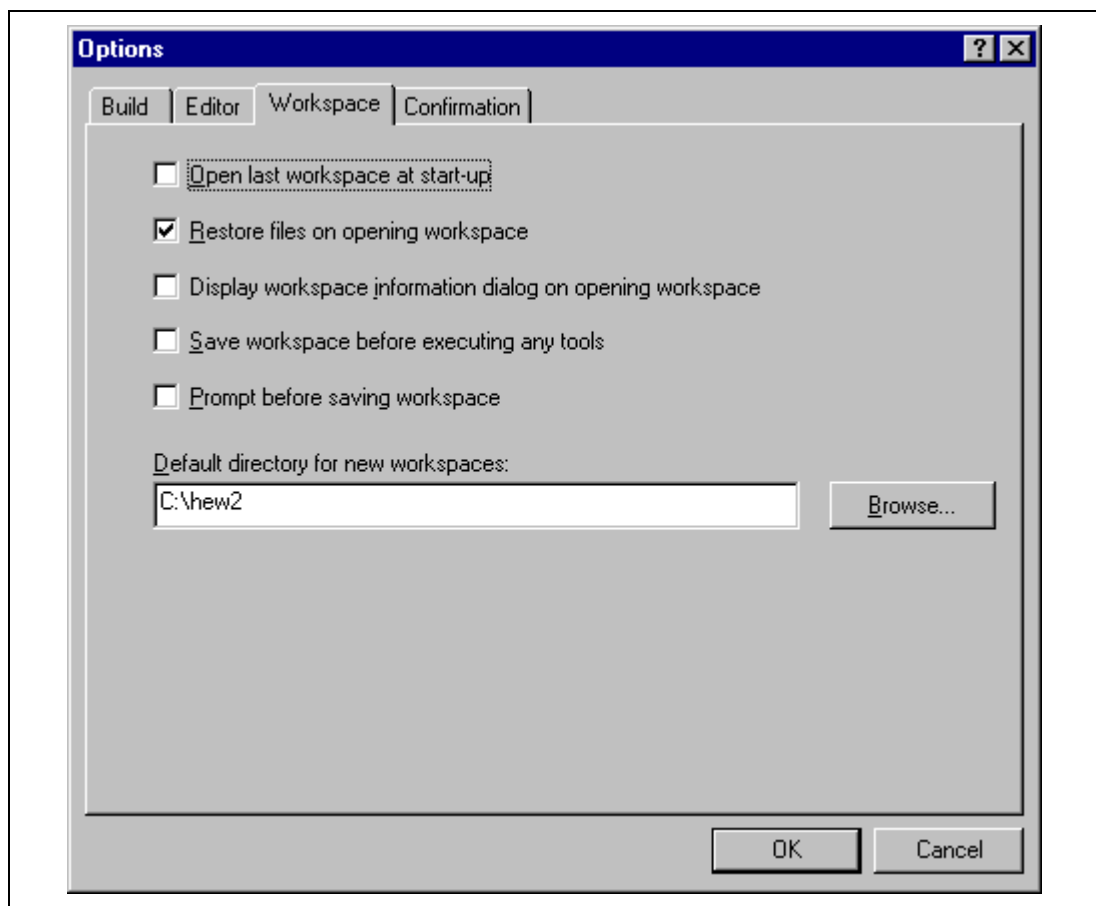 Options
Build Editor Workspace Confirmation
Open last workspace at start-up
Restore files on opening workspace
Display workspace information dialog on opening workspace
Save workspace before executing any tools
Prompt before saving workspace
Default directory for new workspaces:
C:\hew2 Browse...
OK Cancel